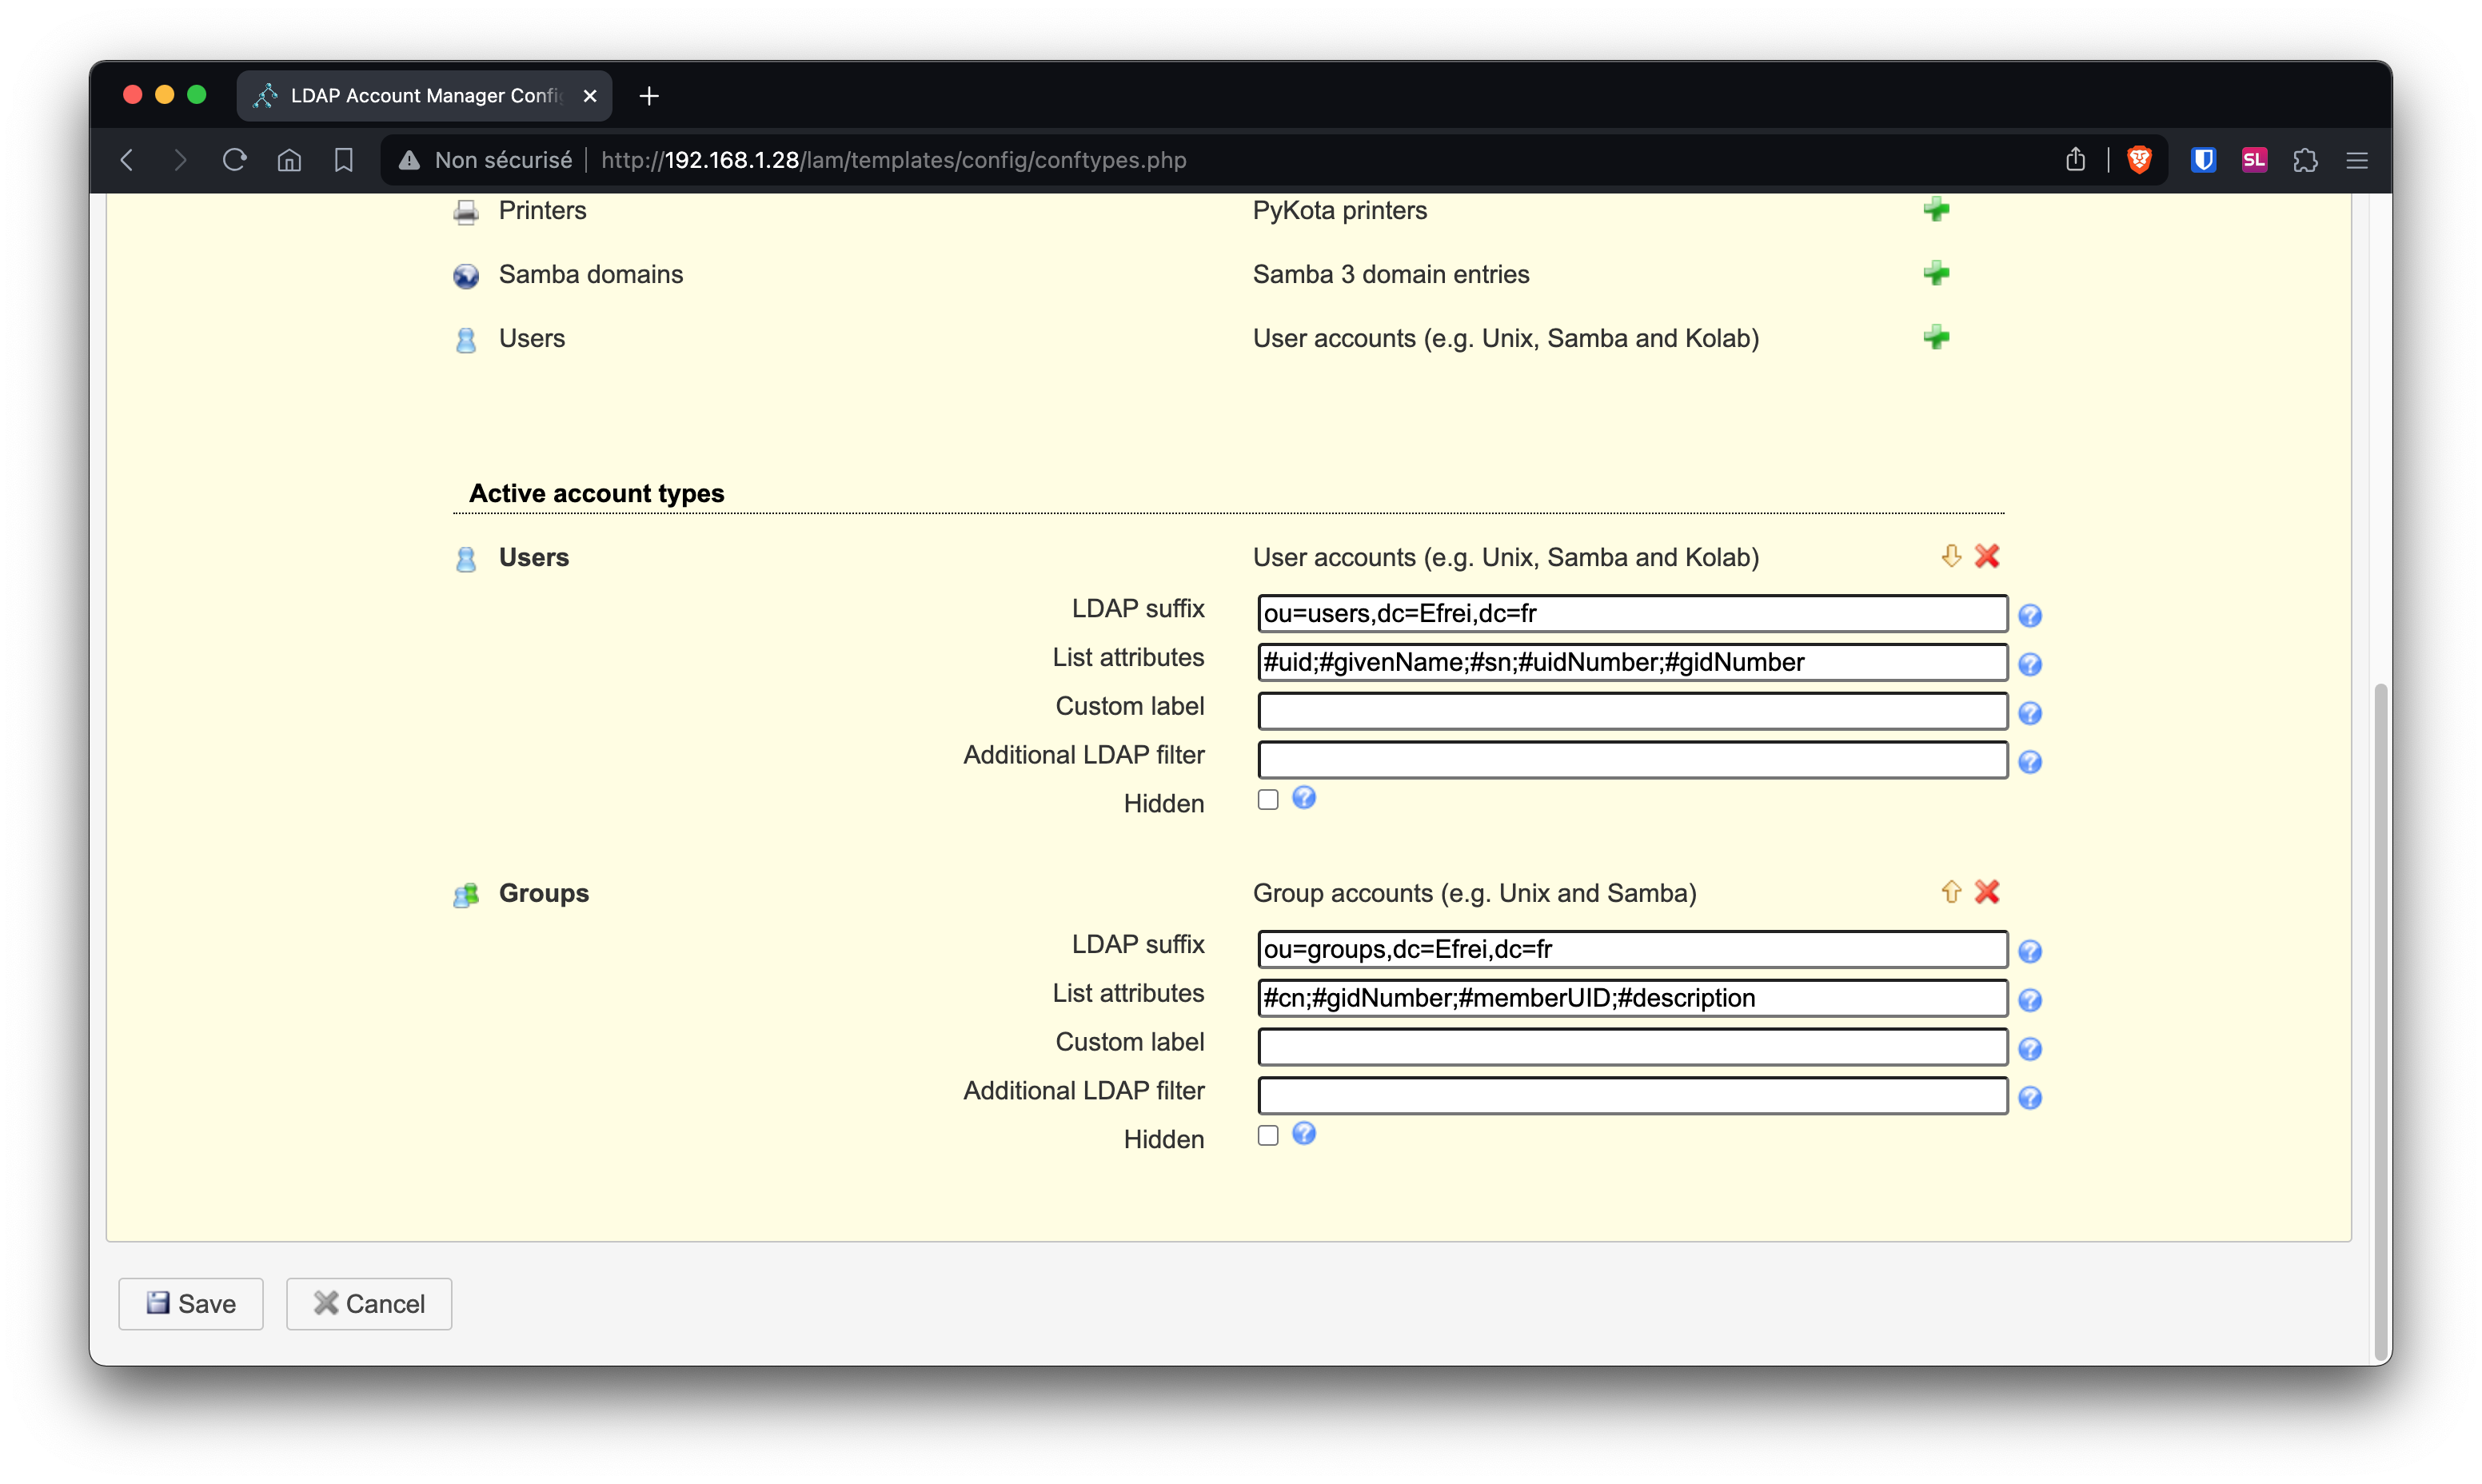 LDAP Account Manager Confi
Non sécurisé http://192.168.1.28/lam/templates/config/conftypes.php
SL
Printers PyKota printers
Samba domains Samba 3 domain entries
Users User accounts (e.g. Unix, Samba and Kolab)
Active account types
Users User accounts (e.g. Unix, Samba and Kolab)
LDAP suffix ou=users,dc=Efrei,dc=fr
List attributes #uid;#givenName;#sn;#uidNumber;#gidNumber
Custom label
Additional LDAP filter
Hidden
Groups Group accounts (e.g. Unix and Samba)
LDAP suffix ou=groups,dc=Efrei,dc=fr
List attributes #cn;#gidNumber;#memberUID;#description
Custom label
Additional LDAP filter
Hidden
Save Cancel